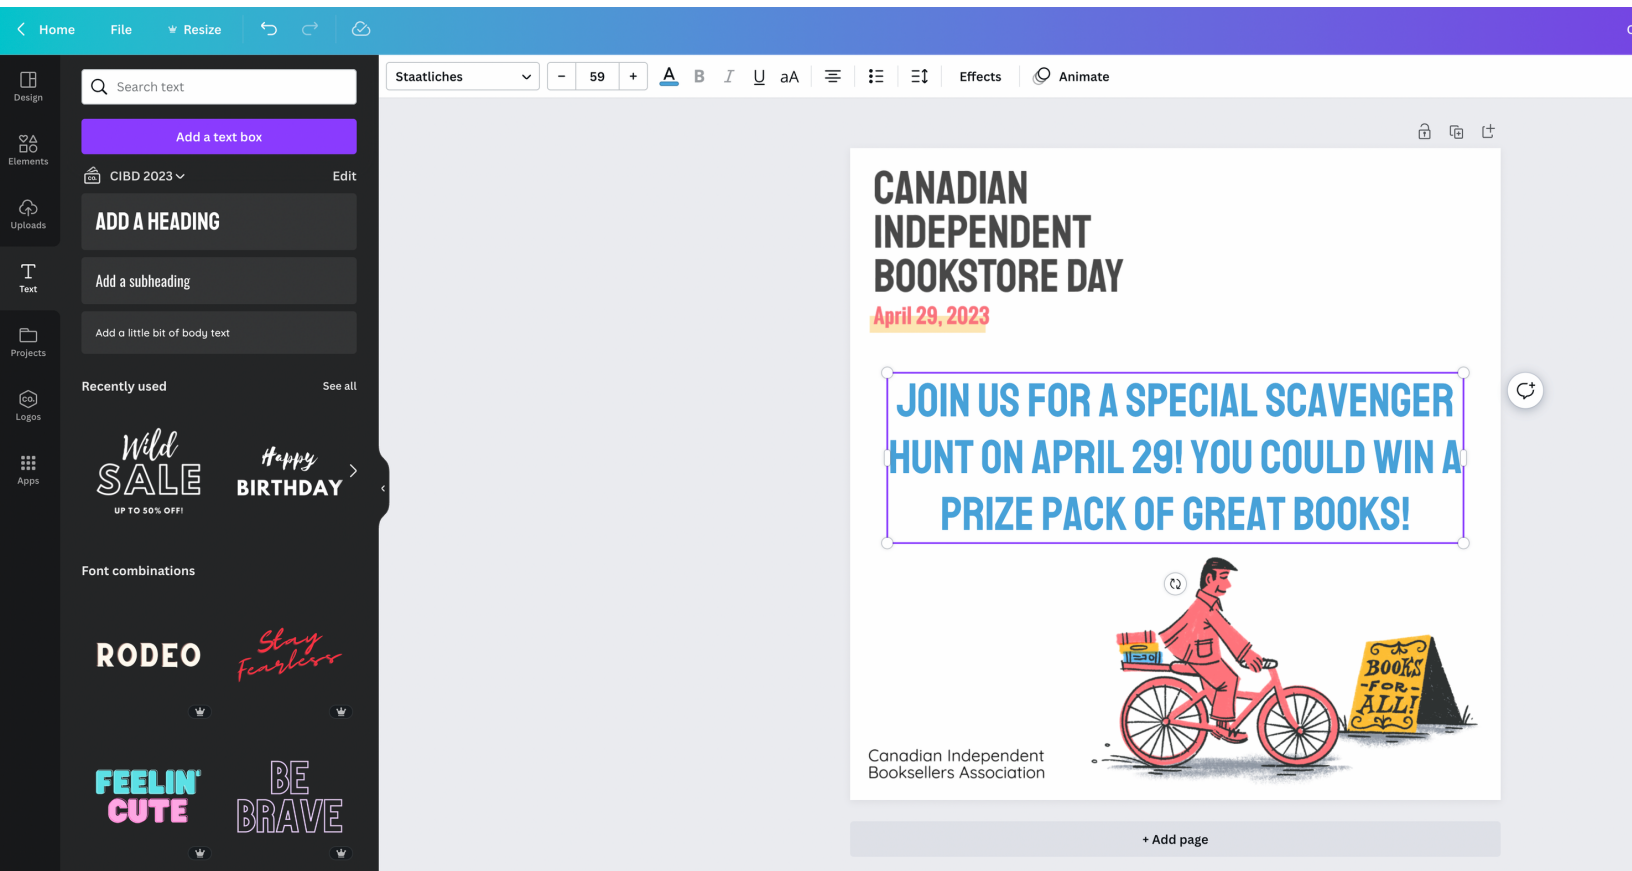 Home File Resize
C
Staatliches 59 A B I U aA Effects Animate
Design
Elements
Uploads
Text
Projects
Logos
Apps
Search text
Add a text box
CO. CIBD 2023 Edit
ADD A HEADING
Add a subheading
Add a little bit of body text
Recently used See all
Wild
SALE
UP TO 50% OFF!
Happy
BIRTHDAY
Font combinations
RODEO
Stay
Fearless
FEELIN'
CUTE
BE
BRAVE
CANADIAN
INDEPENDENT
BOOKSTORE DAY
April 29, 2023
JOIN US FOR A SPECIAL SCAVENGER
HUNT ON APRIL 29! YOU COULD WIN A
PRIZE PACK OF GREAT BOOKS!
BOOKS
-FOR-
ALL!
Canadian Independent
Booksellers Association
+ Add page